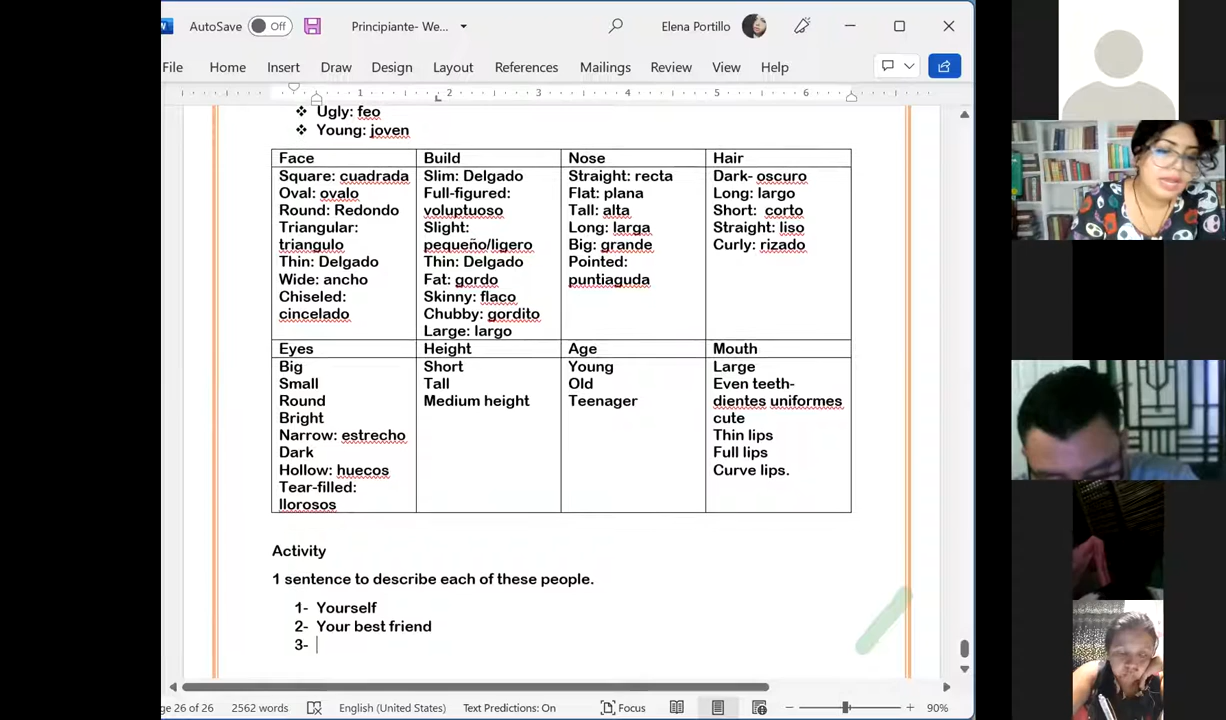 AutoSave Off Principiante- We... Elena Portillo
File Home Insert Draw Design Layout References Mailings Review View Help
1 2 3 4 5 6
❖ Ugly: feo
❖ Young: joven
Face Build Nose Hair
Square: cuadrada
Oval: ovalo
Round: Redondo
Triangular:
triangulo
Thin: Delgado
Wide: ancho
Chiseled:
cincelado
Slim: Delgado
Full-figured:
voluptuoso
Slight:
pequeño/ligero
Thin: Delgado
Fat: gordo
Skinny: flaco
Chubby: gordito
Large: largo
Straight: recta
Flat: plana
Tall: alta
Long: larga
Big: grande
Pointed:
puntiaguda
Dark- oscuro
Long: largo
Short: corto
Straight: liso
Curly: rizado
Eyes Height Age Mouth
Big
Small
Round
Bright
Narrow: estrecho
Dark
Hollow: huecos
Tear-filled:
llorosos
Short
Tall
Medium height
Young
Old
Teenager
Large
Even teeth-
dientes uniformes
cute
Thin lips
Full lips
Curve lips.
Activity
1 sentence to describe each of these people.
1- Yourself
2- Your best friend
3-
ge 26 of 26 2562 words English (United States) Text Predictions: On Focus 90%